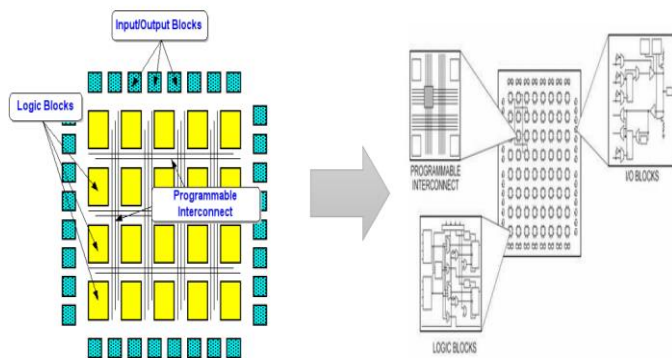 Input/Output Blocks
Logic Blocks
Programmable
Interconnect
PROGRAMMABLE
INTERCONNECT
I/O BLOCKS
LOGIC BLOCKS